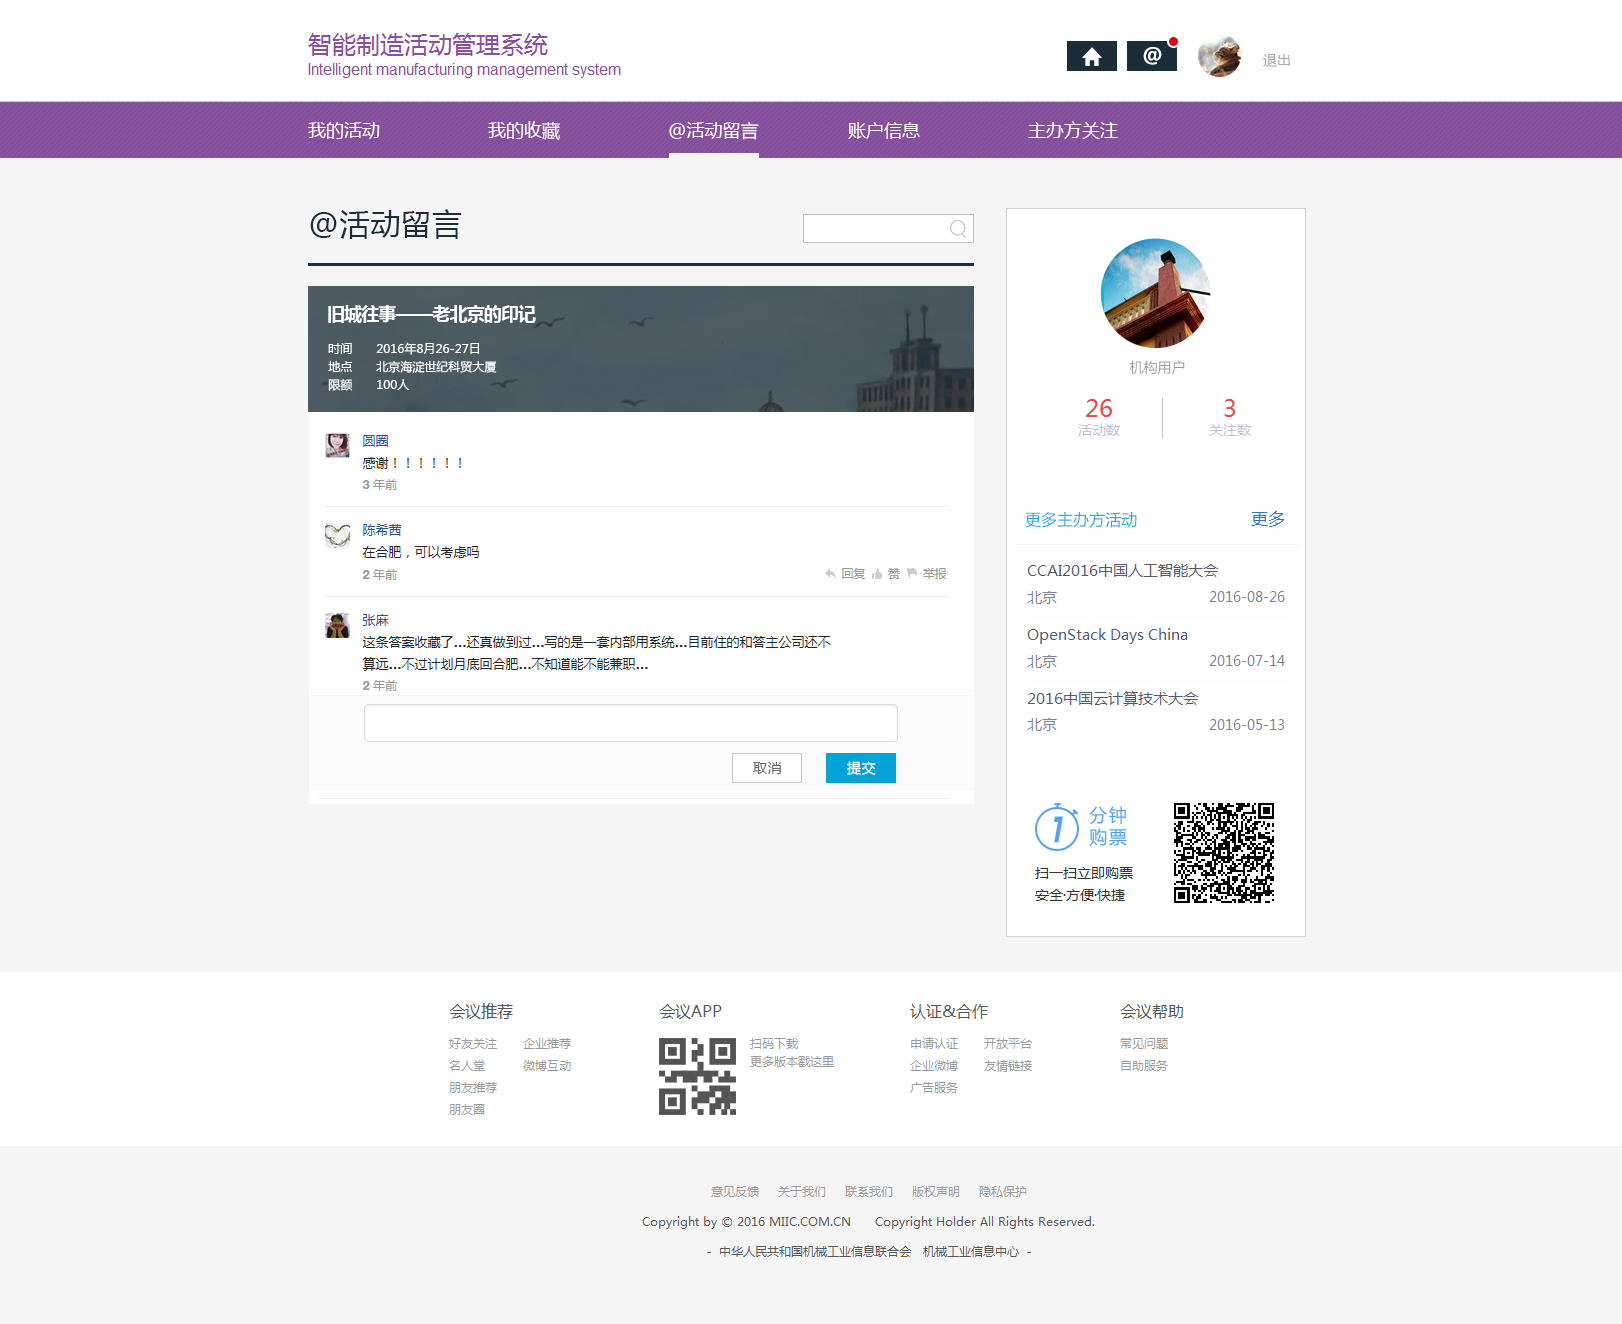 智能制造活动管理系统
Intelligent manufacturing management system
@
退出
我的活动
我的收藏
@活动留言
账户信息
主办方关注
@活动留言
旧城往事——老北京的印记
时间 2016年8月26-27日
地点 北京海淀世纪科贸大厦
限额 100人
圆圈
感谢！！！！！！
3 年前
陈希茜
在合肥，可以考虑吗
2 年前
回复 赞 举报
张麻
这条答案收藏了...还真做到过...写的是一套内部用系统...目前住的和答主公司还不
算远...不过计划月底回合肥...不知道能不能兼职...
2 年前
取消
提交
机构用户
26
活动数
3
关注数
更多主办方活动
更多
CCAI2016中国人工智能大会
北京 2016-08-26
OpenStack Days China
北京 2016-07-14
2016中国云计算技术大会
北京 2016-05-13
1
分钟
购票
扫一扫立即购票
安全·方便·快捷
会议推荐
好友关注 企业推荐
名人堂 微博互动
朋友推荐
朋友圈
会议APP
扫码下载
更多版本戳这里
认证&合作
申请认证 开放平台
企业微博 友情链接
广告服务
会议帮助
常见问题
自助服务
意见反馈 关于我们 联系我们 版权声明 隐私保护
Copyright by © 2016 MIIC.COM.CN Copyright Holder All Rights Reserved.
- 中华人民共和国机械工业信息联合会 机械工业信息中心 -